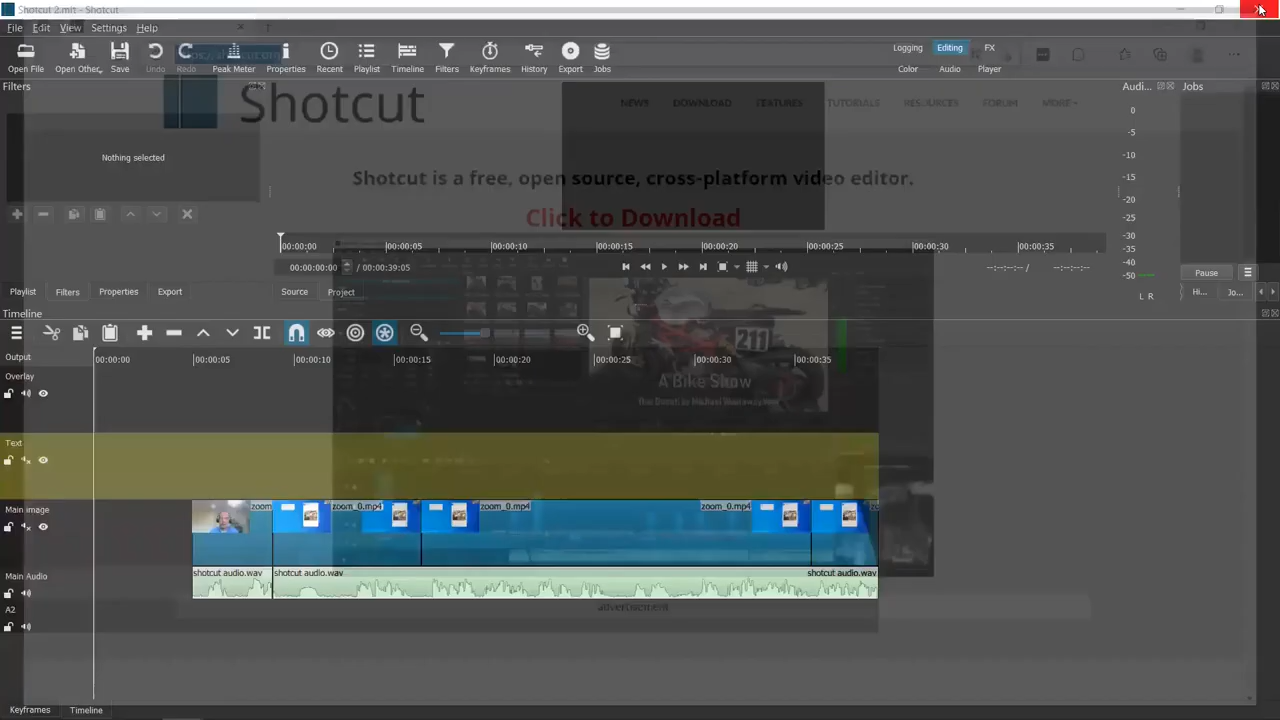 Shotcut 2.mlt - Shotcut
File Edit View Settings Help
Open File Open Other.. Save Undo Redo Peak Meter Properties Recent Playlist Timeline Filters Keyframes History Export Jobs
Logging Editing FX
Color Audio Player
Filters
Audi... Jobs
Shotcut
NEWS DOWNLOAD FEATURES TUTORIALS RESOURCES FORUM MORE
Nothing selected
Shotcut is a free, open source, cross-platform video editor.
Click to Download
0
-5
-10
-15
-20
-25
-30
-35
-40
-45
-50
L R
00:00:00 00:00:05 00:00:10 00:00:15 00:00:20 00:00:25 00:00:30 00:00:35
00:00:00:00 / 00:00:39:05
--:--:--:-- / --:--:--:--
Pause
Playlist Filters Properties Export
Source Project
Hi... Jo...
Timeline
211
A Bike Show
Output
00:00:00 00:00:05 00:00:10 00:00:15 00:00:20 00:00:25 00:00:30 00:00:35
Overlay
Text
Main image
zoom zoom_0.mp4 zoom_0.mp4 zoom_0.mp4 zo
Main Audio
shotcut audio.wav shotcut audio.wav shotcut audio.wav
A2
advertisement
Keyframes Timeline